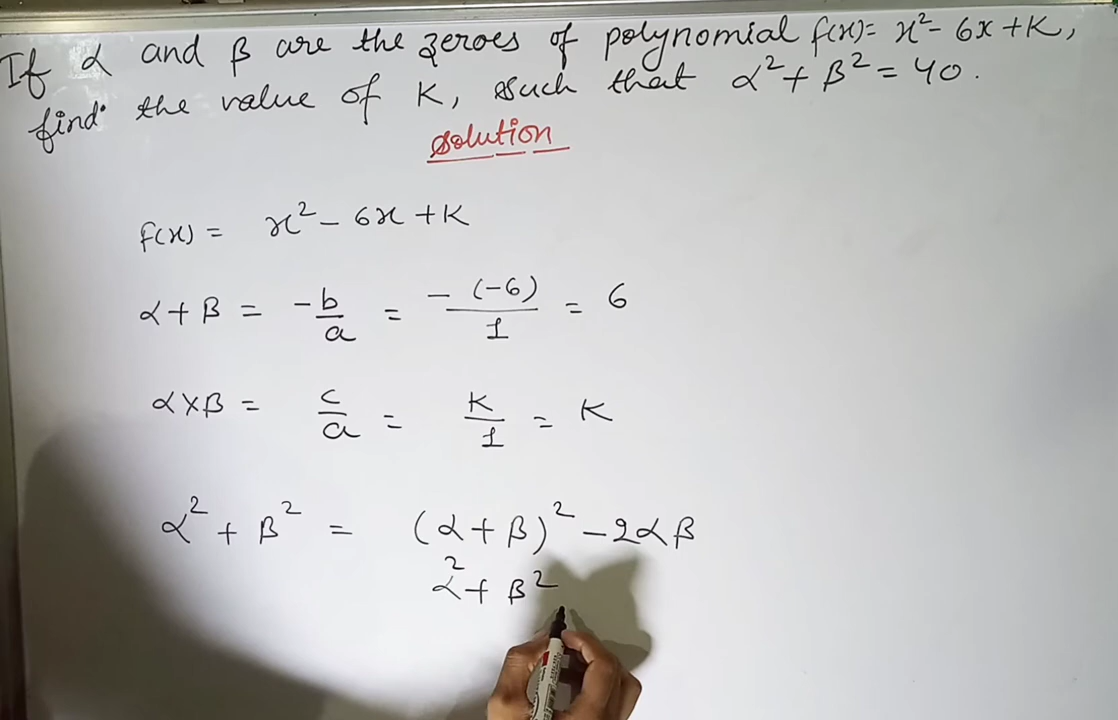 If α and β are the zeroes of polynomial f(x)= x²- 6x + K,
find the value of K, such that α² + β² = 40.
Solution
f(x) = x² - 6x + K
α + β = -b/a = -(-6)/1 = 6
α × β = c/a = K/1 = K
α² + β² = (α + β)² - 2αβ
α² + β²